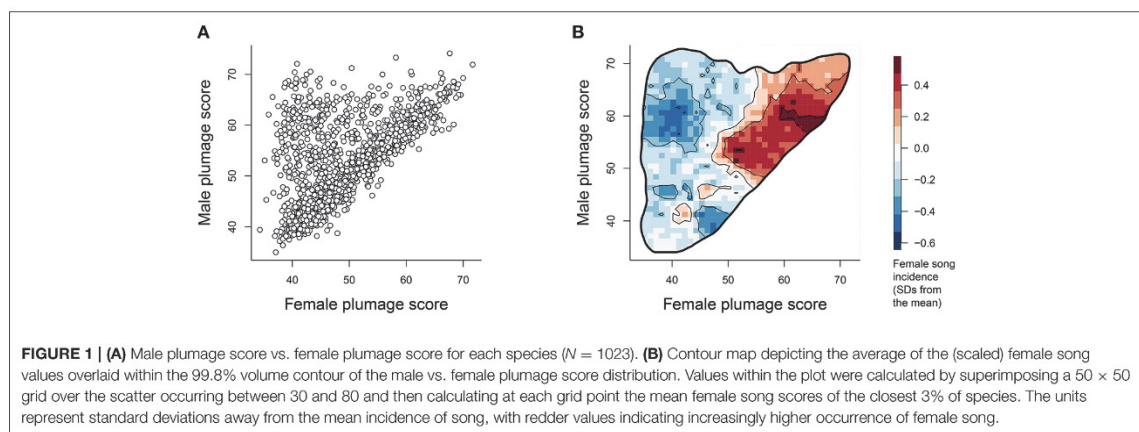 A
B
Male plumage score
70
60
50
40
40
50
60
70
Female plumage score
Male plumage score
70
60
50
40
40
50
60
70
Female plumage score
0.4
0.2
0.0
−0.2
−0.4
−0.6
Female song
incidence
(SDs from
the mean)
FIGURE 1 | (A) Male plumage score vs. female plumage score for each species (N = 1023). (B) Contour map depicting the average of the (scaled) female song
values overlaid within the 99.8% volume contour of the male vs. female plumage score distribution. Values within the plot were calculated by superimposing a 50 × 50
grid over the scatter occurring between 30 and 80 and then calculating at each grid point the mean female song scores of the closest 3% of species. The units
represent standard deviations away from the mean incidence of song, with redder values indicating increasingly higher occurrence of female song.